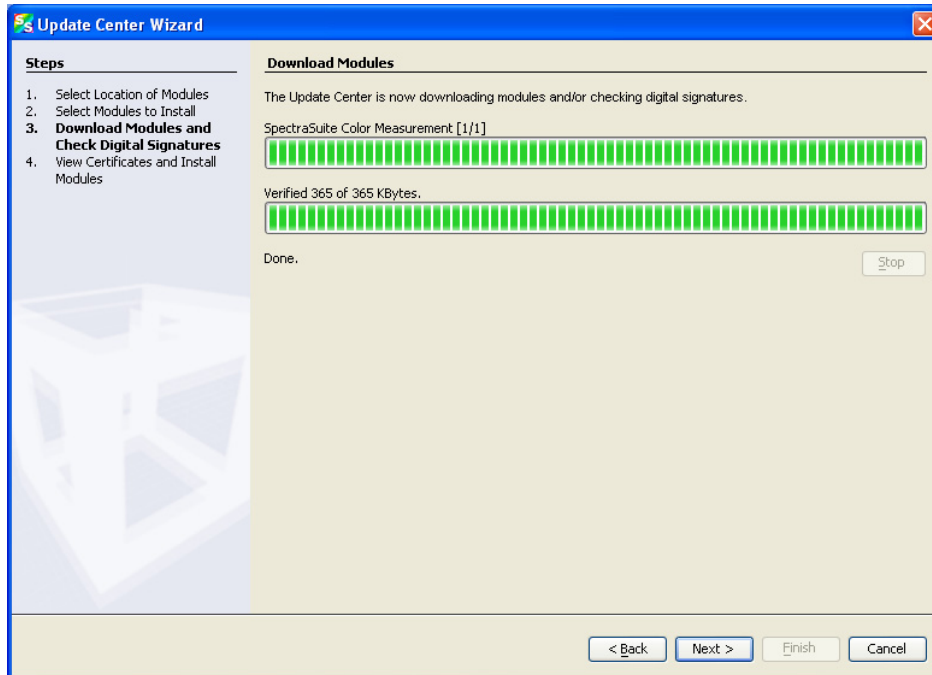 Update Center Wizard
Steps
1. Select Location of Modules
2. Select Modules to Install
3. Download Modules and
Check Digital Signatures
4. View Certificates and Install
Modules
Download Modules
The Update Center is now downloading modules and/or checking digital signatures.
SpectraSuite Color Measurement [1/1]
Verified 365 of 365 KBytes.
Done.
Stop
< Back
Next >
Finish
Cancel